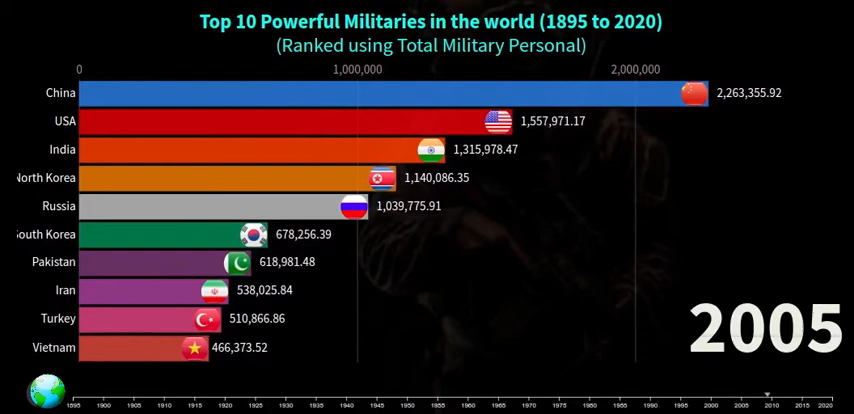 Top 10 Powerful Militaries in the world (1895 to 2020)
(Ranked using Total Military Personal)
0 1,000,000 2,000,000
China 2,263,355.92
USA 1,557,971.17
India 1,315,978.47
North Korea 1,140,086.35
Russia 1,039,775.91
South Korea 678,256.39
Pakistan 618,981.48
Iran 538,025.84
Turkey 510,866.86
Vietnam 466,373.52
2005
1895 1900 1905 1910 1915 1920 1925 1930 1935 1940 1945 1950 1955 1960 1965 1970 1975 1980 1985 1990 1995 2000 2005 2010 2015 2020